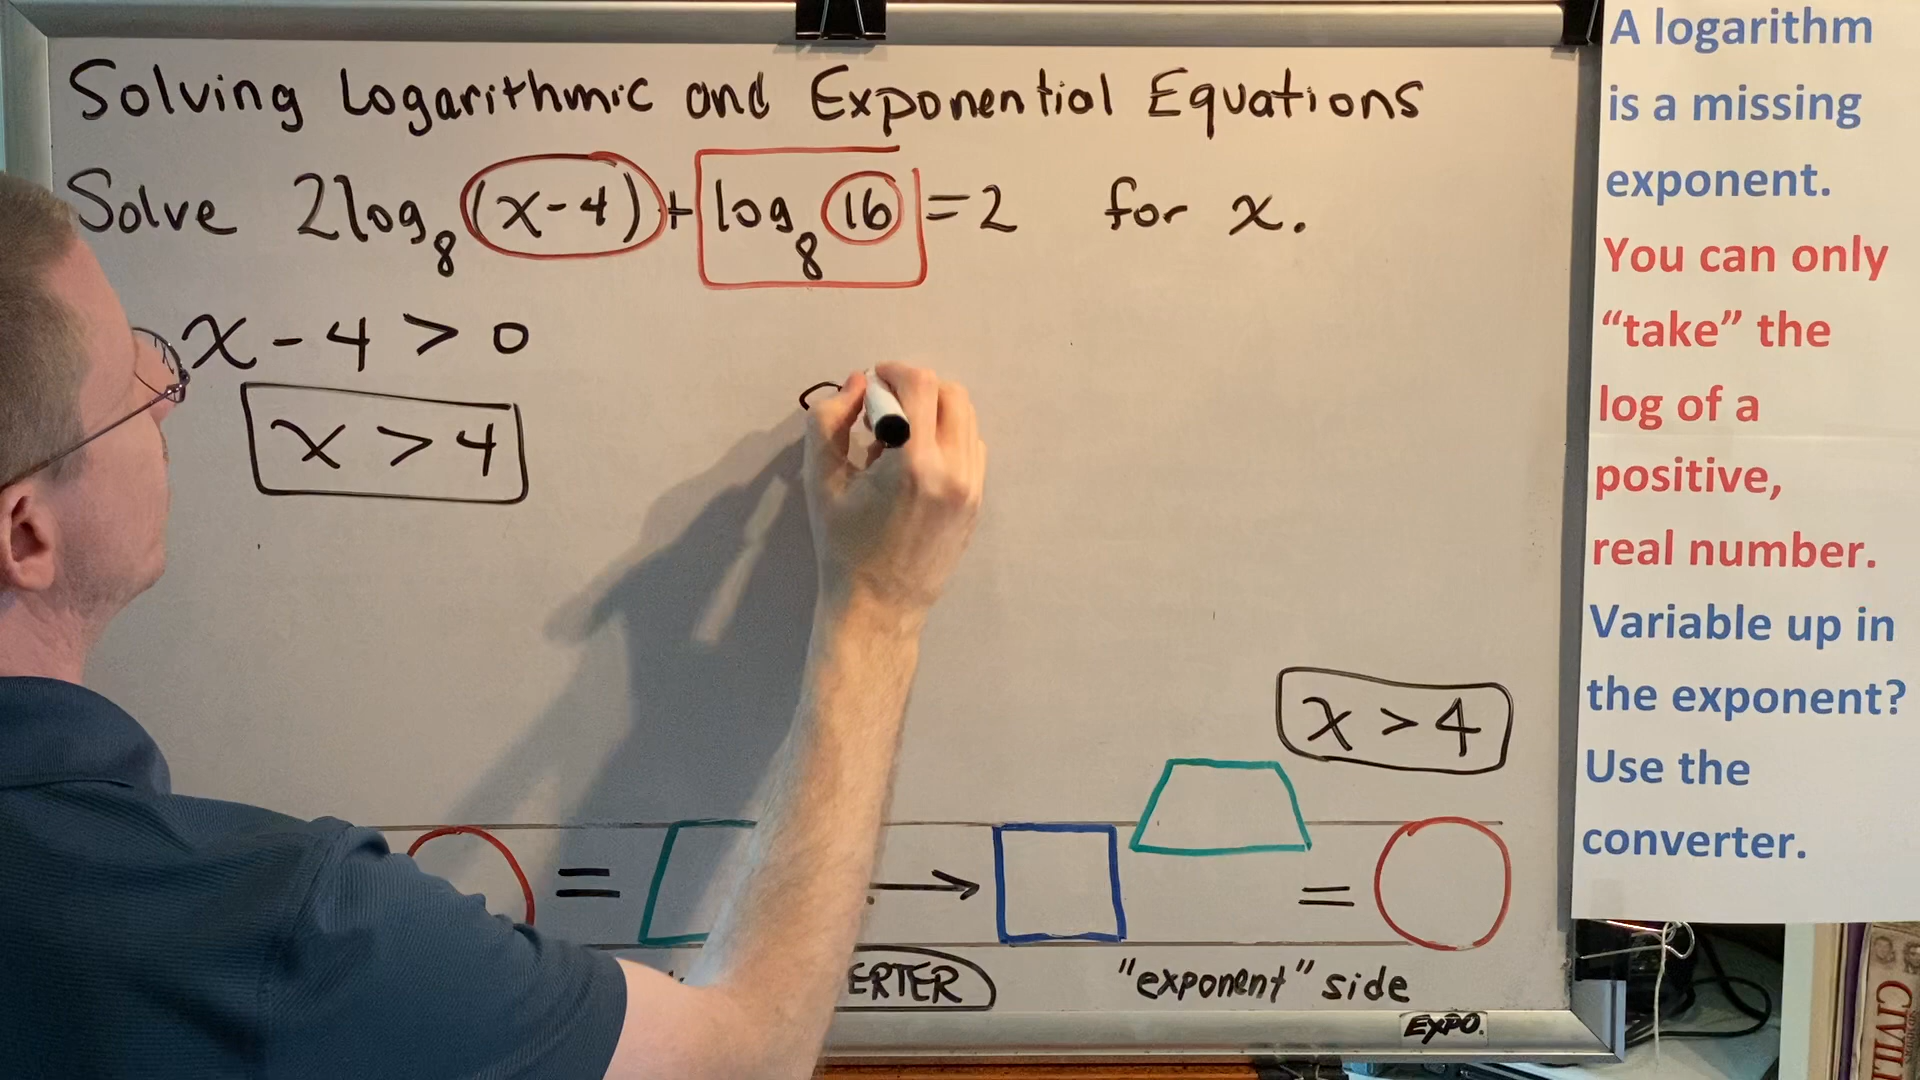 Solving Logarithmic and Exponential Equations
Solve 2log₈(x-4)+log₈16=2 for x.
x-4>0
x>4
x>4
= → =
ERTER "exponent" side
EXPO.
A logarithm
is a missing
exponent.
You can only
“take” the
log of a
positive,
real number.
Variable up in
the exponent?
Use the
converter.
CIVILI